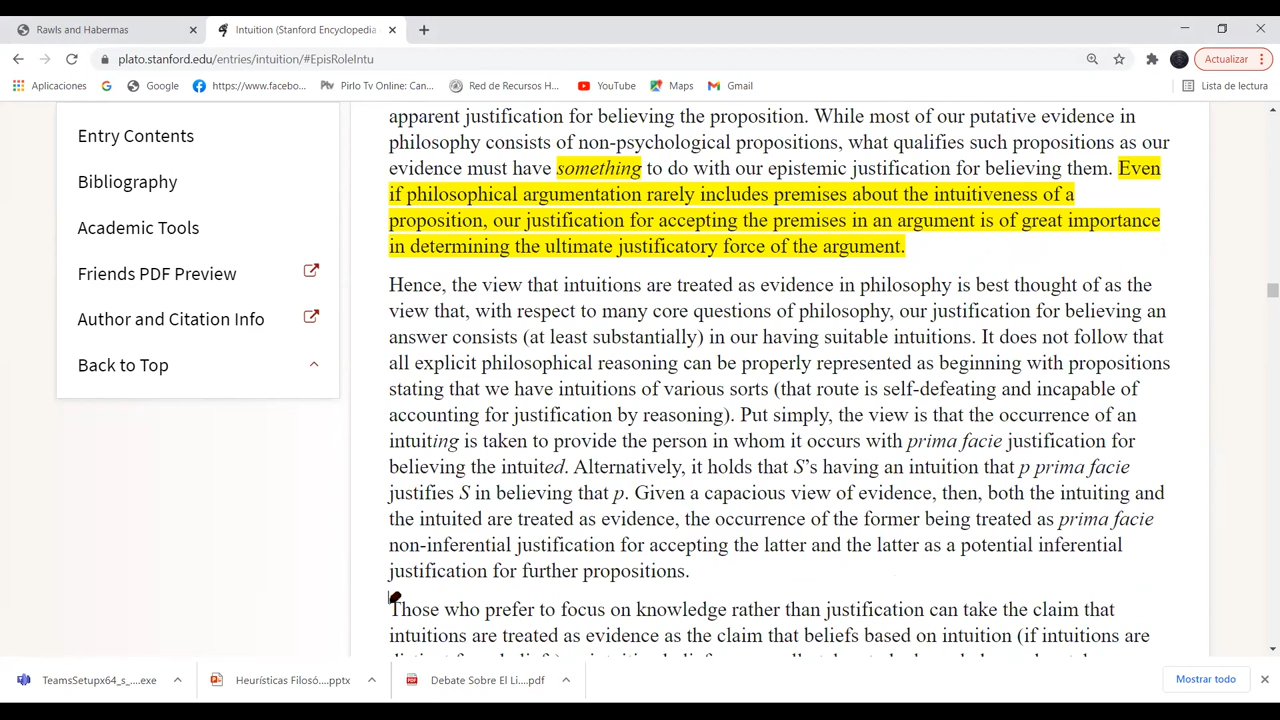 Rawls and Habermas
Intuition (Stanford Encyclopedia
plato.stanford.edu/entries/intuition/#EpisRoleIntu
Actualizar
Aplicaciones
Google
https://www.facebo...
Pirlo Tv Online: Can...
Red de Recursos H...
YouTube
Maps
Gmail
Lista de lectura
Entry Contents
Bibliography
Academic Tools
Friends PDF Preview
Author and Citation Info
Back to Top
apparent justification for believing the proposition. While most of our putative evidence in
philosophy consists of non-psychological propositions, what qualifies such propositions as our
evidence must have something to do with our epistemic justification for believing them. Even
if philosophical argumentation rarely includes premises about the intuitiveness of a
proposition, our justification for accepting the premises in an argument is of great importance
in determining the ultimate justificatory force of the argument.
Hence, the view that intuitions are treated as evidence in philosophy is best thought of as the
view that, with respect to many core questions of philosophy, our justification for believing an
answer consists (at least substantially) in our having suitable intuitions. It does not follow that
all explicit philosophical reasoning can be properly represented as beginning with propositions
stating that we have intuitions of various sorts (that route is self-defeating and incapable of
accounting for justification by reasoning). Put simply, the view is that the occurrence of an
intuiting is taken to provide the person in whom it occurs with prima facie justification for
believing the intuited. Alternatively, it holds that S's having an intuition that p prima facie
justifies S in believing that p. Given a capacious view of evidence, then, both the intuiting and
the intuited are treated as evidence, the occurrence of the former being treated as prima facie
non-inferential justification for accepting the latter and the latter as a potential inferential
justification for further propositions.
Those who prefer to focus on knowledge rather than justification can take the claim that
intuitions are treated as evidence as the claim that beliefs based on intuition (if intuitions are
TeamsSetupx64_s_....exe
Heurísticas Filosó....pptx
Debate Sobre El Li....pdf
Mostrar todo